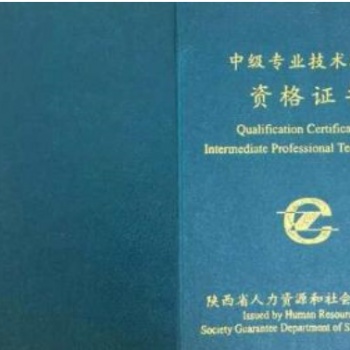 中级专业技术
资格证
Qualification Certifica
Intermediate Professional Te
陕西省人力资源和社会
Issued by Human Resour
Society Guarantee Department of S